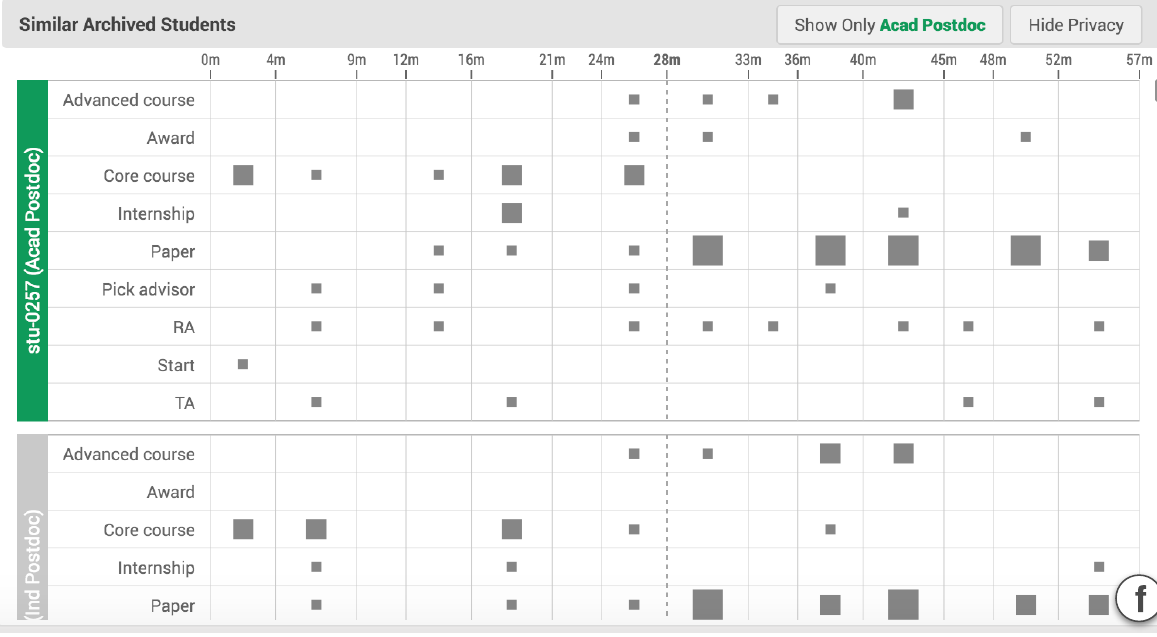 Similar Archived Students
Show Only Acad Postdoc
Hide Privacy
0m 4m 9m 12m 16m 21m 24m 28m 33m 36m 40m 45m 48m 52m 57m
stu-0257 (Acad Postdoc)
Advanced course
Award
Core course
Internship
Paper
Pick advisor
RA
Start
TA
(Ind Postdoc)
Advanced course
Award
Core course
Internship
Paper
f